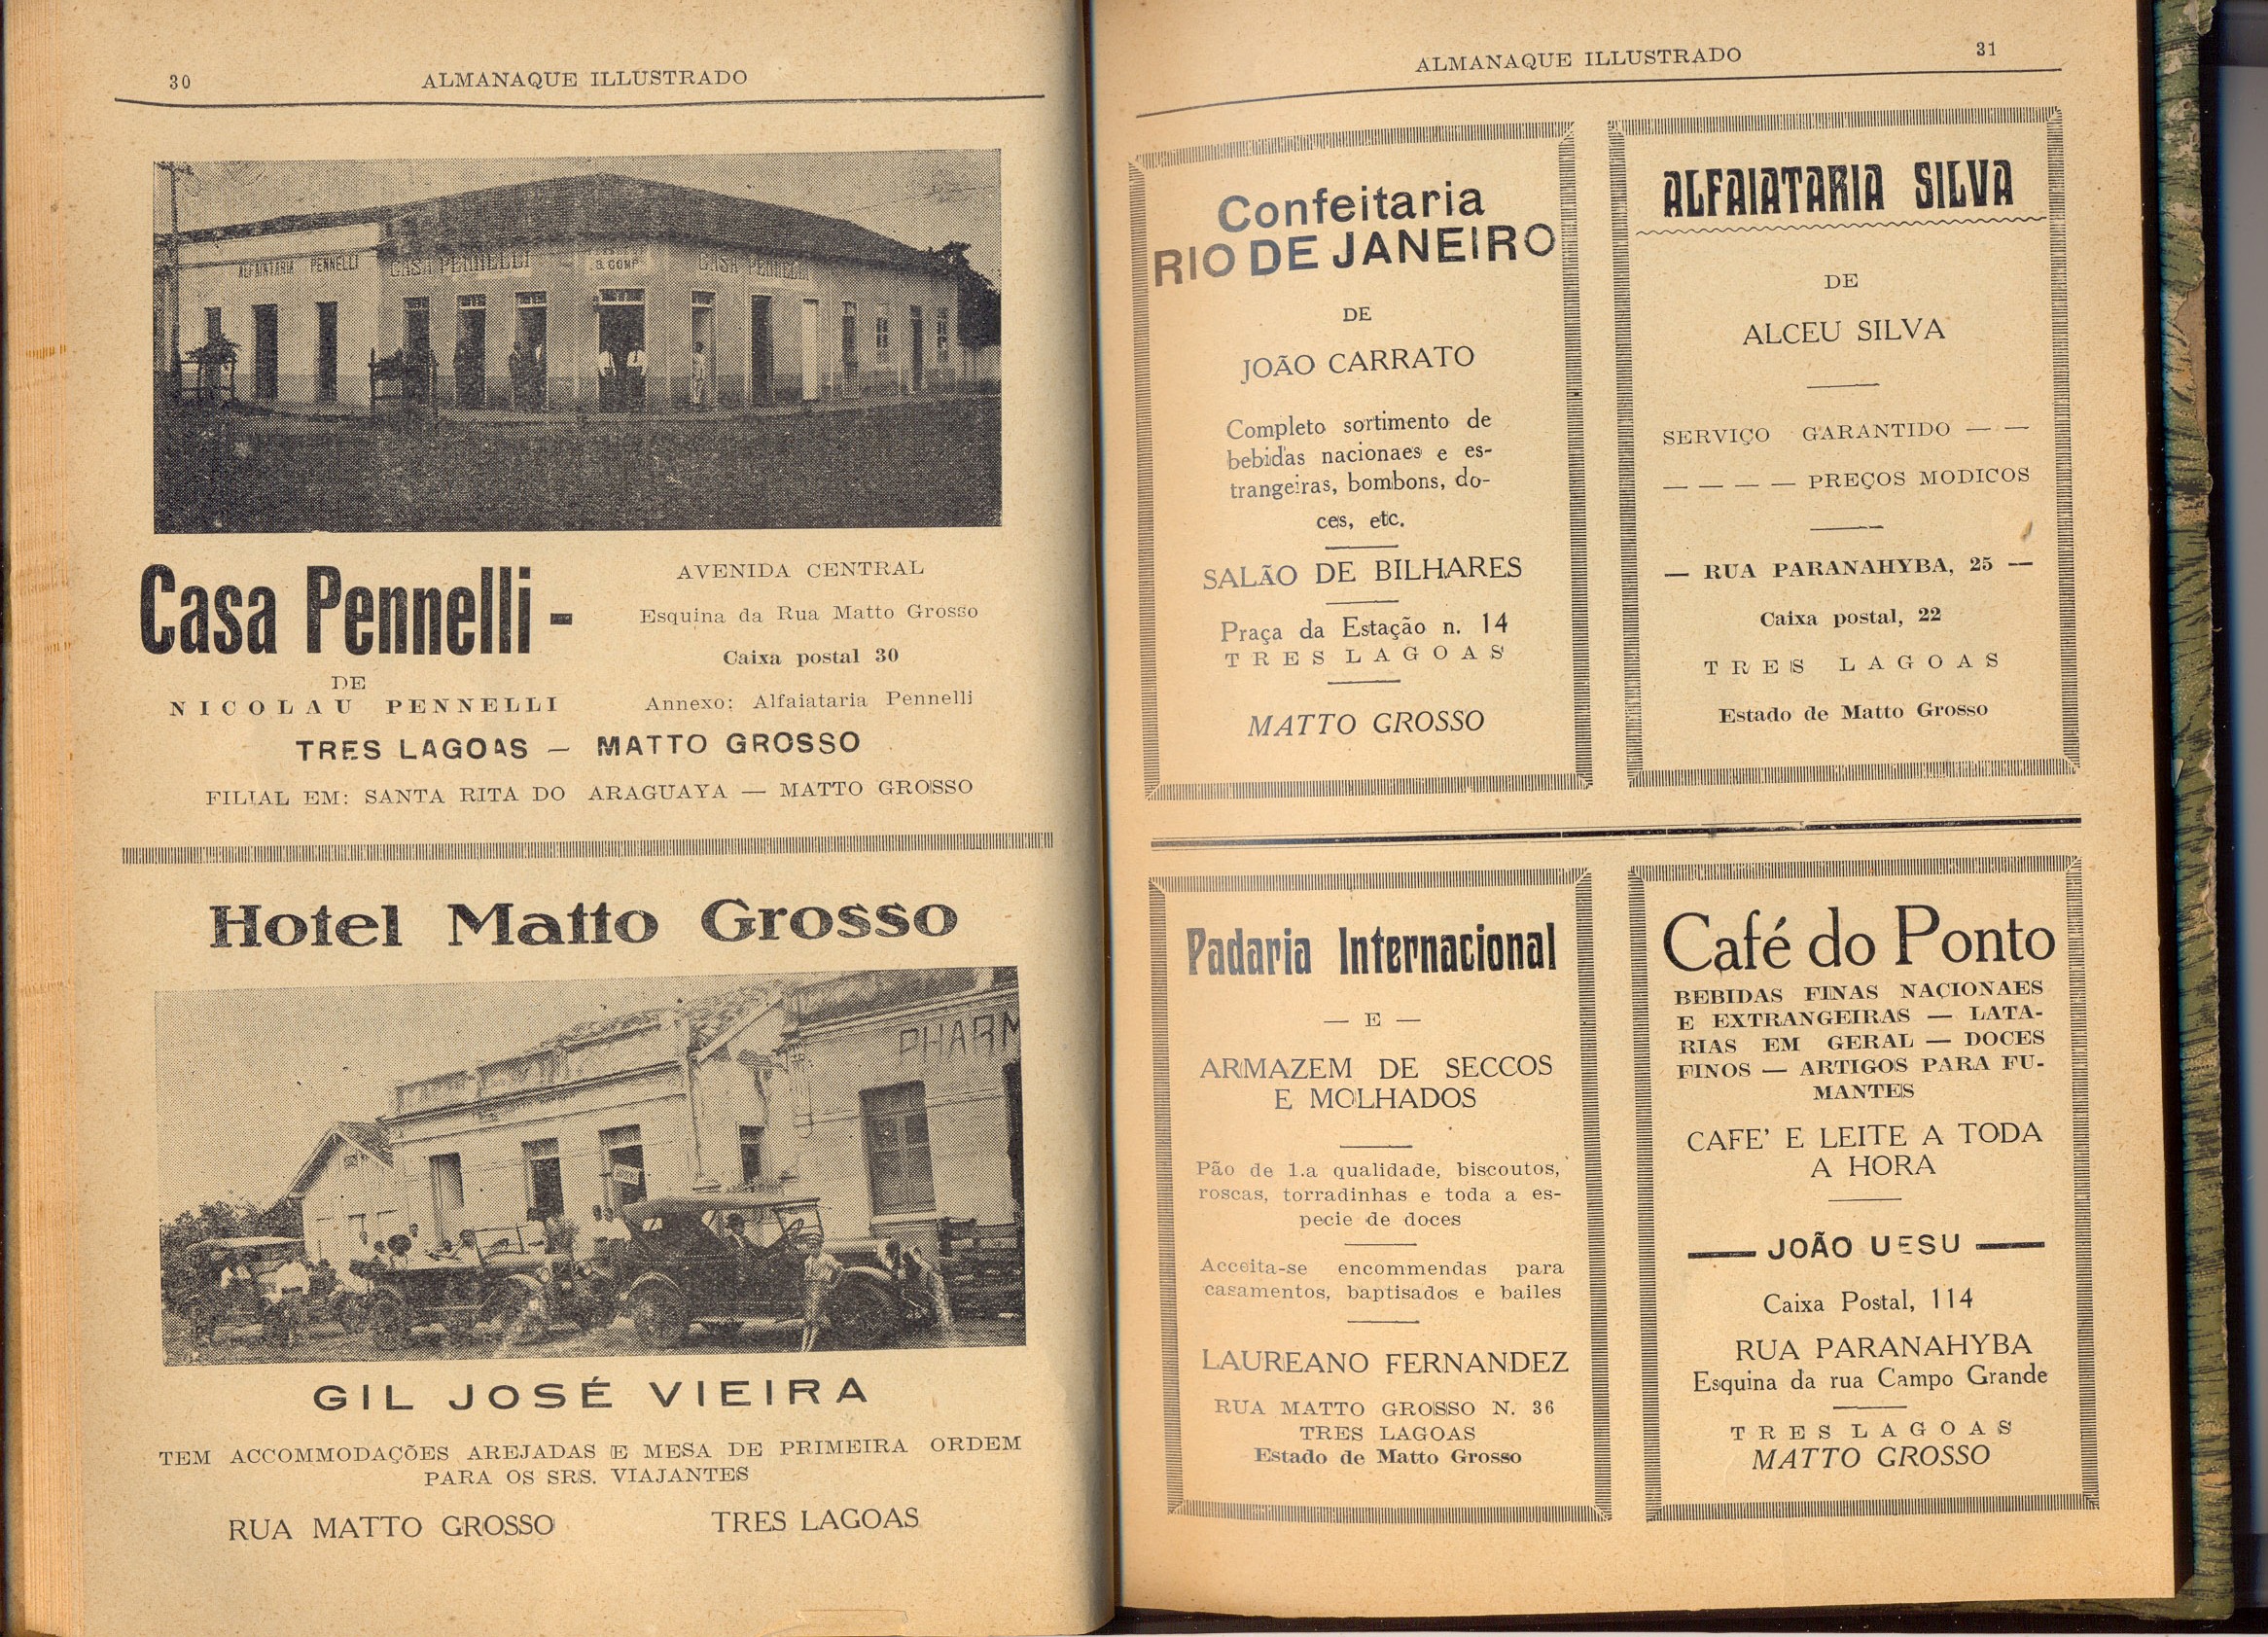 30
ALMANAQUE ILLUSTRADO
ALFAIATARIA PENNELLI
CASA PENNELLI
& COMP
CASA PENNELLI
Casa Pennelli -
DE
NICOLAU PENNELLI
AVENIDA CENTRAL
Esquina da Rua Matto Grosso
Caixa postal 30
Annexo: Alfaiataria Pennelli
TRES LAGOAS — MATTO GROSSO
FILIAL EM: SANTA RITA DO ARAGUAYA — MATTO GROSSO
Hotel Matto Grosso
PHARM
GIL JOSÉ VIEIRA
TEM ACCOMMODAÇÕES AREJADAS E MESA DE PRIMEIRA ORDEM
PARA OS SRS. VIAJANTES
RUA MATTO GROSSO TRES LAGOAS
ALMANAQUE ILLUSTRADO
31
Confeitaria
RIO DE JANEIRO
DE
JOÃO CARRATO
Completo sortimento de
bebidas nacionaes e es-
trangeiras, bombons, do-
ces, etc.
SALÃO DE BILHARES
Praça da Estação n. 14
TRES LAGOAS
MATTO GROSSO
ALFAIATARIA SILVA
DE
ALCEU SILVA
SERVIÇO GARANTIDO — —
— — — — PREÇOS MODICOS
— RUA PARANAHYBA, 25 —
Caixa postal, 22
TRES LAGOAS
Estado de Matto Grosso
Padaria Internacional
— E —
ARMAZEM DE SECCOS
E MOLHADOS
Pão de 1.a qualidade, biscoutos,
roscas, torradinhas e toda a es-
pecie de doces
Acceita-se encommendas para
casamentos, baptisados e bailes
LAUREANO FERNANDEZ
RUA MATTO GROSSO N. 36
TRES LAGOAS
Estado de Matto Grosso
Café do Ponto
BEBIDAS FINAS NACIONAES
E EXTRANGEIRAS — LATA-
RIAS EM GERAL — DOCES
FINOS — ARTIGOS PARA FU-
MANTES
CAFE' E LEITE A TODA
A HORA
— JOÃO UESU —
Caixa Postal, 114
RUA PARANAHYBA
Esquina da rua Campo Grande
TRES LAGOAS
MATTO GROSSO